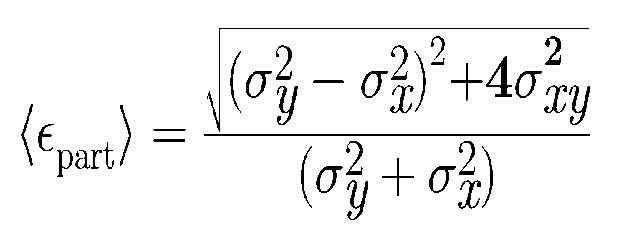 ⟨ϵ_part⟩ = √((σ_y^2 − σ_x^2)^2+4σ_xy^2) / (σ_y^2 + σ_x^2)